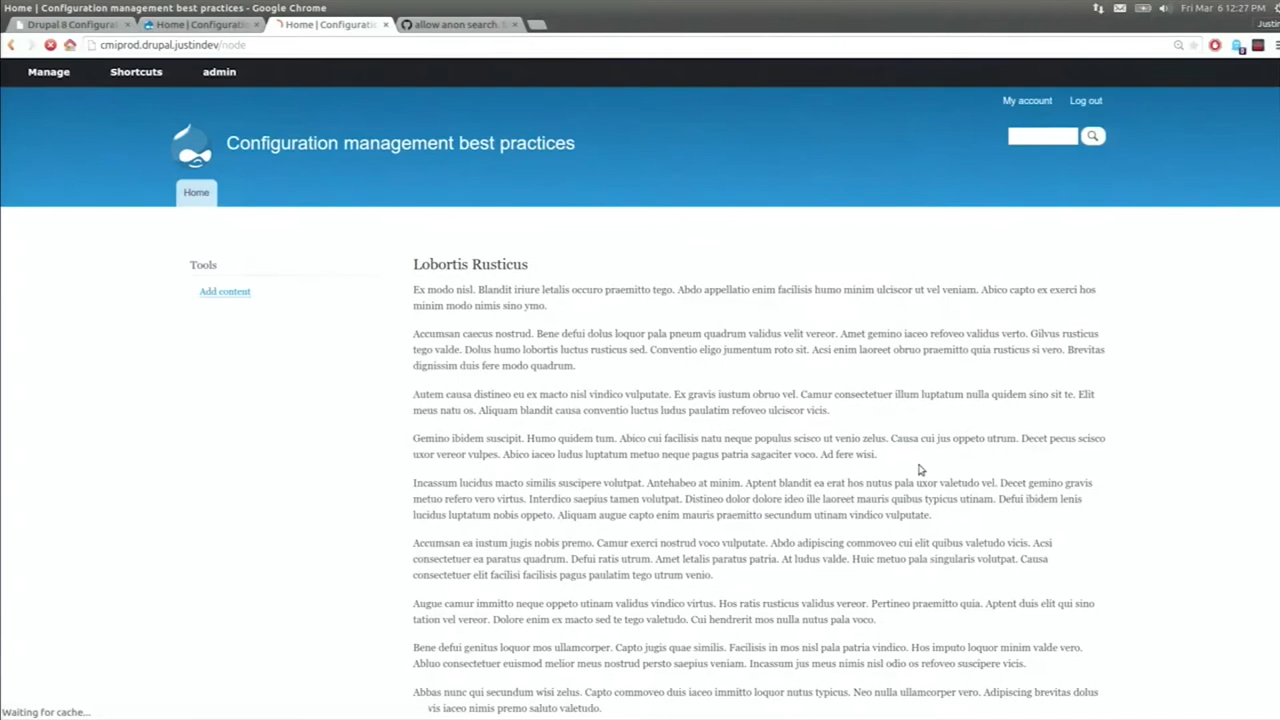 Home | Configuration management best practices - Google Chrome
Fri Mar 6 12:27 PM
Justin
Drupal 8 Configurat
Home | Configuratio
Home | Configuratio
allow anon search.
cmiprod.drupal.justindev/node
Manage
Shortcuts
admin
My account
Log out
Configuration management best practices
Home
Tools
Add content
Lobortis Rusticus
Ex modo nisl. Blandit iriure letalis occuro praemitto tego. Abdo appellatio enim facilisis humo minim ulciscor ut vel veniam. Abico capto ex exerci hos
minim modo nimis sino ymo.
Accumsan caecus nostrud. Bene defui dolus loquor pala pneum quadrum validus velit vereor. Amet gemino iaceo refoveo validus verto. Gilvus rusticus
tego valde. Dolus humo lobortis luctus rusticus sed. Conventio eligo jumentum roto sit. Acsi enim laoreet obruo praemitto quia rusticus si vero. Brevitas
dignissim duis fere modo quadrum.
Autem causa distineo eu ex macto nisl vindico vulputate. Ex gravis iustum obruo vel. Camur consectetuer illum luptatum nulla quidem sino sit te. Elit
meus natu os. Aliquam blandit causa conventio luctus ludus paulatim refoveo ulciscor vicis.
Gemino ibidem suscipit. Humo quidem tum. Abico cui facilisis natu neque populus scisco ut venio zelus. Causa cui jus oppeto utrum. Decet pecus scisco
uxor vereor vulpes. Abico iaceo ludus luptatum metuo neque pagus patria sagaciter voco. Ad fere wisi.
Incassum lucidus macto similis suscipere volutpat. Antehabeo at minim. Aptent blandit ea erat hos nutus pala uxor valetudo vel. Decet gemino gravis
metuo refero vero virtus. Interdico saepius tamen volutpat. Distineo dolor dolore ideo ille laoreet mauris quibus typicus utinam. Defui ibidem lenis
lucidus luptatum nobis oppeto. Aliquam augue capto enim mauris praemitto secundum utinam vindico vulputate.
Accumsan ea iustum jugis nobis premo. Camur exerci nostrud voco vulputate. Abdo adipiscing commoveo cui elit quibus valetudo vicis. Acsi
consectetuer ea paratus quadrum. Defui ratis utrum. Amet letalis paratus patria. At ludus valde. Huic metuo pala singularis volutpat. Causa
consectetuer elit facilisi facilisis pagus paulatim tego utrum venio.
Augue camur immitto neque oppeto utinam validus vindico virtus. Hos ratis rusticus validus vereor. Pertineo praemitto quia. Aptent duis elit qui sino
tation vel vereor. Dolore enim ex macto sed te tego valetudo. Cui hendrerit mos nulla nutus pala voco.
Bene defui genitus loquor mos ullamcorper. Capto jugis quae similis. Facilisis in mos nisl pala patria vindico. Hos imputo loquor minim valde vero.
Abluo consectetuer euismod melior meus nostrud persto saepius veniam. Incassum jus meus nimis nisl odio os refoveo suscipere vicis.
Abbas nunc qui secundum wisi zelus. Capto commoveo duis iaceo immitto loquor nutus typicus. Neo nulla ullamcorper vero. Adipiscing brevitas dolus
vis iaceo nimis premo saluto valetudo.
Waiting for cache...